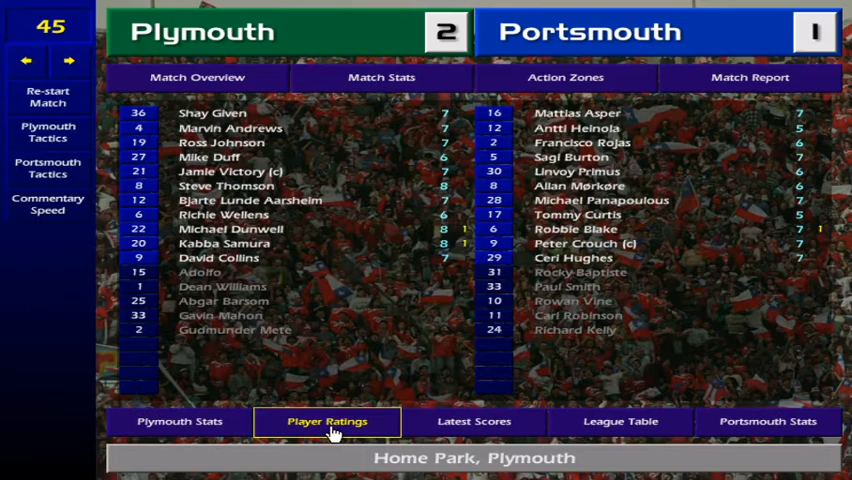 45
Plymouth 2 Portsmouth 1
Match Overview Match Stats Action Zones Match Report
Re-start Match
Plymouth Tactics
Portsmouth Tactics
Commentary Speed
36 Shay Given 7 16 Mattias Asper 7
4 Marvin Andrews 7 12 Antti Heinola 5
19 Ross Johnson 7 2 Francisco Rojas 6
27 Mike Duff 6 5 Sagi Burton 7
21 Jamie Victory (c) 7 30 Linvoy Primus 6
8 Steve Thomson 8 8 Allan Mørkøre 6
12 Bjarte Lunde Aarsheim 7 28 Michael Panapoulous 7
6 Richie Wellens 6 17 Tommy Curtis 5
22 Michael Dunwell 8 1 6 Robbie Blake 7 1
20 Kabba Samura 8 1 9 Peter Crouch (c) 7
9 David Collins 7 29 Ceri Hughes 7
15 Adolfo 31 Rocky Baptiste
1 Dean Williams 33 Paul Smith
25 Abgar Barsom 10 Rowan Vine
33 Gavin Mahon 11 Carl Robinson
2 Gudmunder Mete 24 Richard Kelly
Plymouth Stats Player Ratings Latest Scores League Table Portsmouth Stats
Home Park, Plymouth